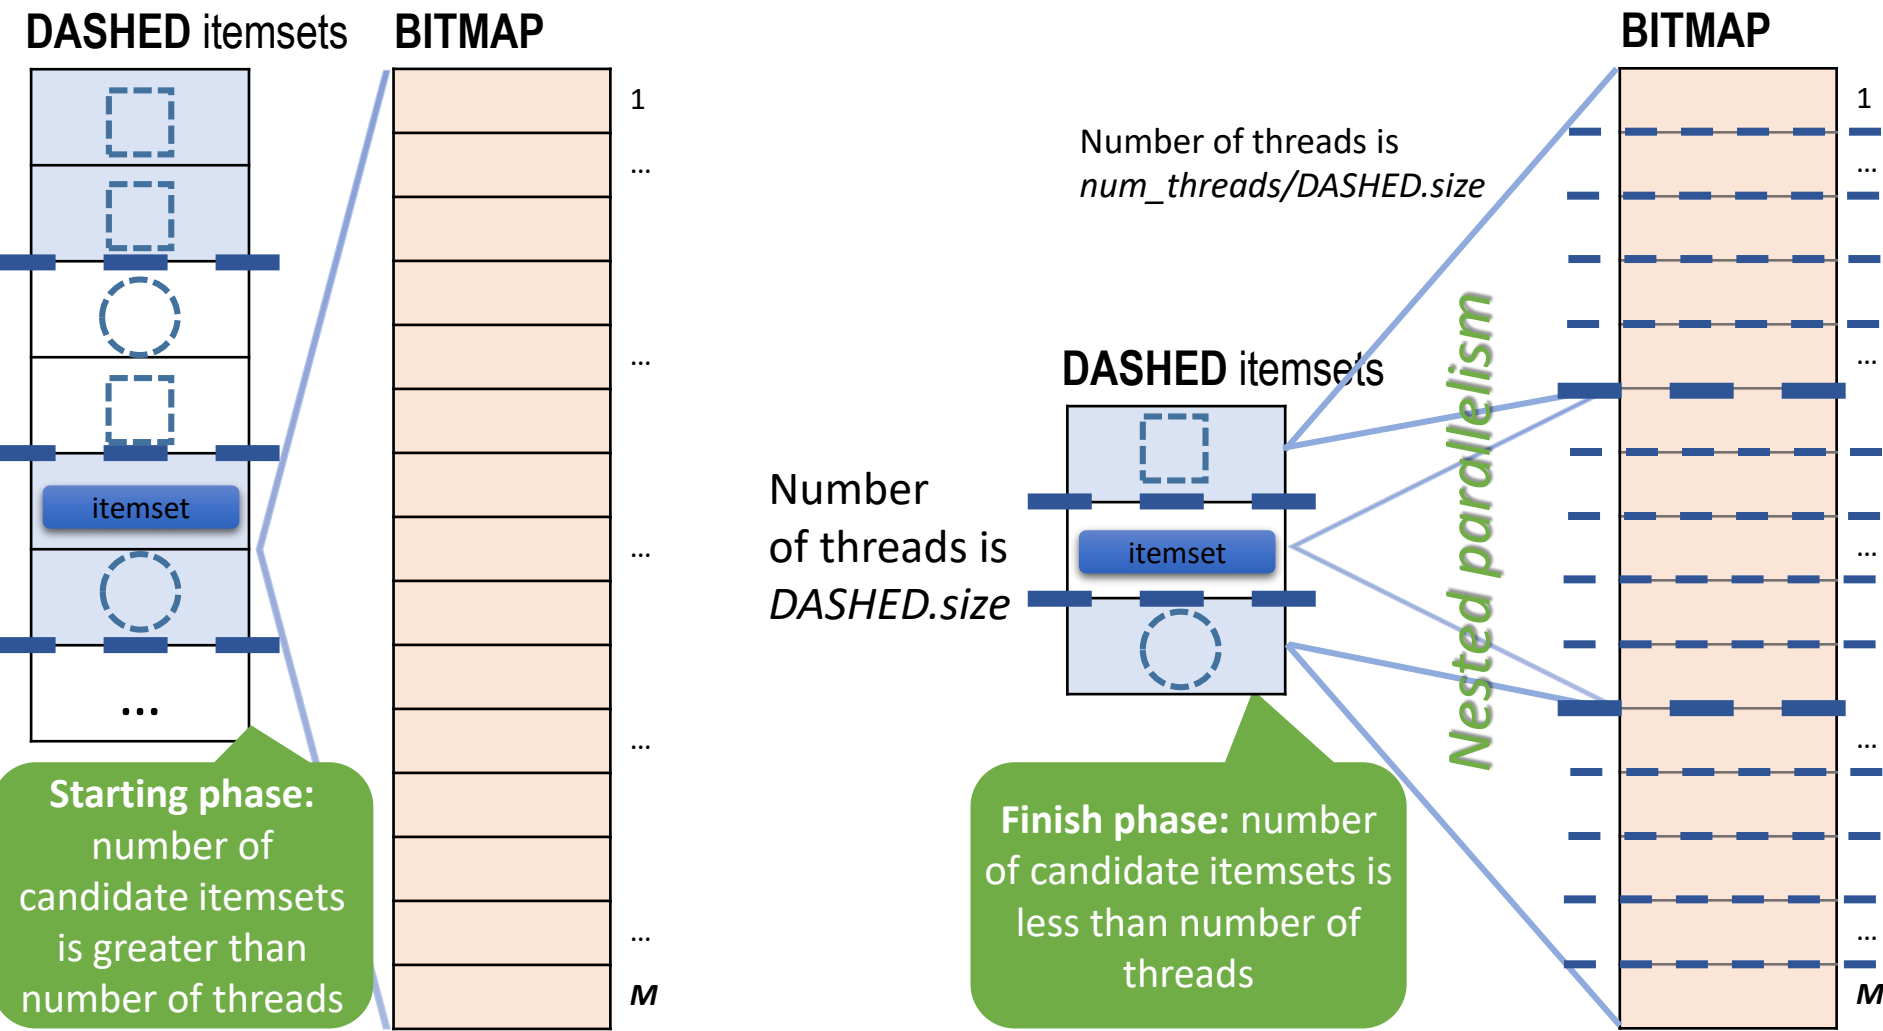 DASHED itemsets
itemset
...
Starting phase:
number of
candidate itemsets
is greater than
number of threads
BITMAP
1
...
...
...
...
...
M
Number
of threads is
DASHED.size
Number of threads is
num_threads/DASHED.size
DASHED itemsets
itemset
Finish phase: number
of candidate itemsets is
less than number of
threads
Nested parallelism
BITMAP
1
...
...
...
...
...
M